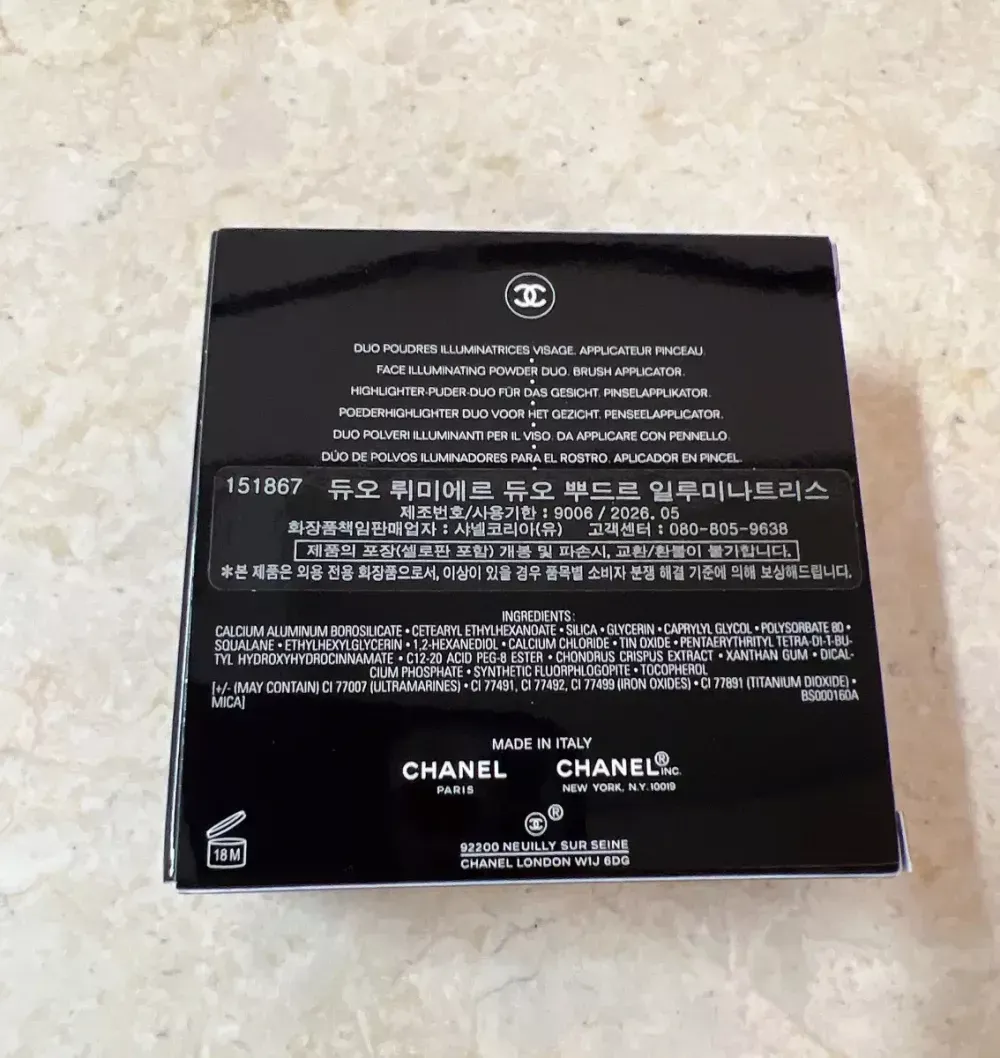 DUO POUDRES ILLUMINATRICES VISAGE. APPLICATEUR PINCEAU.
FACE ILLUMINATING POWDER DUO. BRUSH APPLICATOR.
HIGHLIGHTER-PUDER-DUO FÜR DAS GESICHT. PINSELAPPLIKATOR.
POEDERHIGHLIGHTER DUO VOOR HET GEZICHT. PENSEELAPPLICATOR.
DUO POLVERI ILLUMINANTI PER IL VISO. DA APPLICARE CON PENNELLO.
DÚO DE POLVOS ILUMINADORES PARA EL ROSTRO. APLICADOR EN PINCEL.
151867 듀오 뤼미에르 듀오 뿌드르 일루미나트리스
제조번호/사용기한 : 9006 / 2026. 05
화장품책임판매업자 : 샤넬코리아(유) 고객센터 : 080-805-9638
제품의 포장(셀로판 포함) 개봉 및 파손시, 교환/환불이 불가합니다.
*본 제품은 외용 전용 화장품으로서, 이상이 있을 경우 품목별 소비자 분쟁 해결 기준에 의해 보상해드립니다.
INGREDIENTS:
CALCIUM ALUMINUM BOROSILICATE • CETEARYL ETHYLHEXANOATE • SILICA • GLYCERIN • CAPRYLYL GLYCOL • POLYSORBATE 80 •
SQUALANE • ETHYLHEXYLGLYCERIN • 1,2-HEXANEDIOL • CALCIUM CHLORIDE • TIN OXIDE • PENTAERYTHRITYL TETRA-DI-T-BU-
TYL HYDROXYHYDROCINNAMATE • C12-20 ACID PEG-8 ESTER • CHONDRUS CRISPUS EXTRACT • XANTHAN GUM • DICAL-
CIUM PHOSPHATE • SYNTHETIC FLUORPHLOGOPITE • TOCOPHEROL
[+/- (MAY CONTAIN) CI 77007 (ULTRAMARINES) • CI 77491, CI 77492, CI 77499 (IRON OXIDES) • CI 77891 (TITANIUM DIOXIDE) •
MICA] BS000160A
MADE IN ITALY
CHANEL CHANEL® INC.
PARIS NEW YORK, N.Y. 10019
®
18 M
92200 NEUILLY SUR SEINE
CHANEL LONDON W1J 6DG